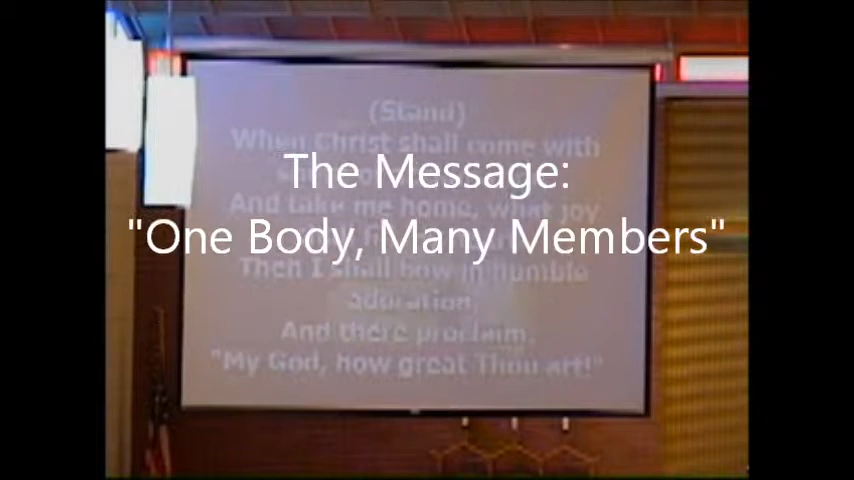 The Message:
"One Body, Many Members"
(Stand)
When Christ shall come with
And take me home, what joy
Then I shall bow in humble
adoration,
And there proclaim,
"My God, how great Thou art!"